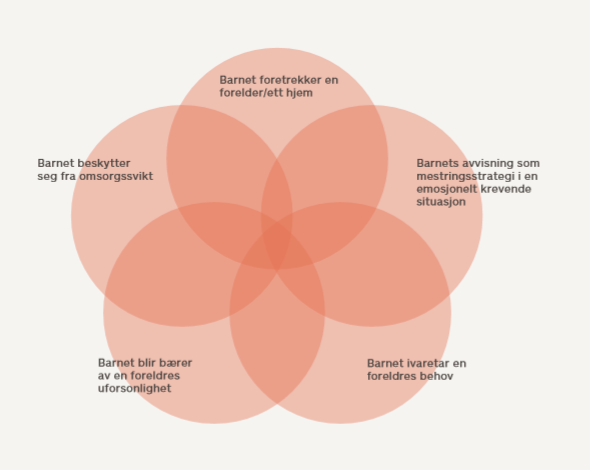 Barnet foretrekker en
forelder/ett hjem
Barnet beskytter
seg fra omsorgssvikt
Barnets avvisning som
mestringsstrategi i en
emosjonelt krevende
situasjon
Barnet blir bærer
av en foreldres
uforsonlighet
Barnet ivaretar en
foreldres behov